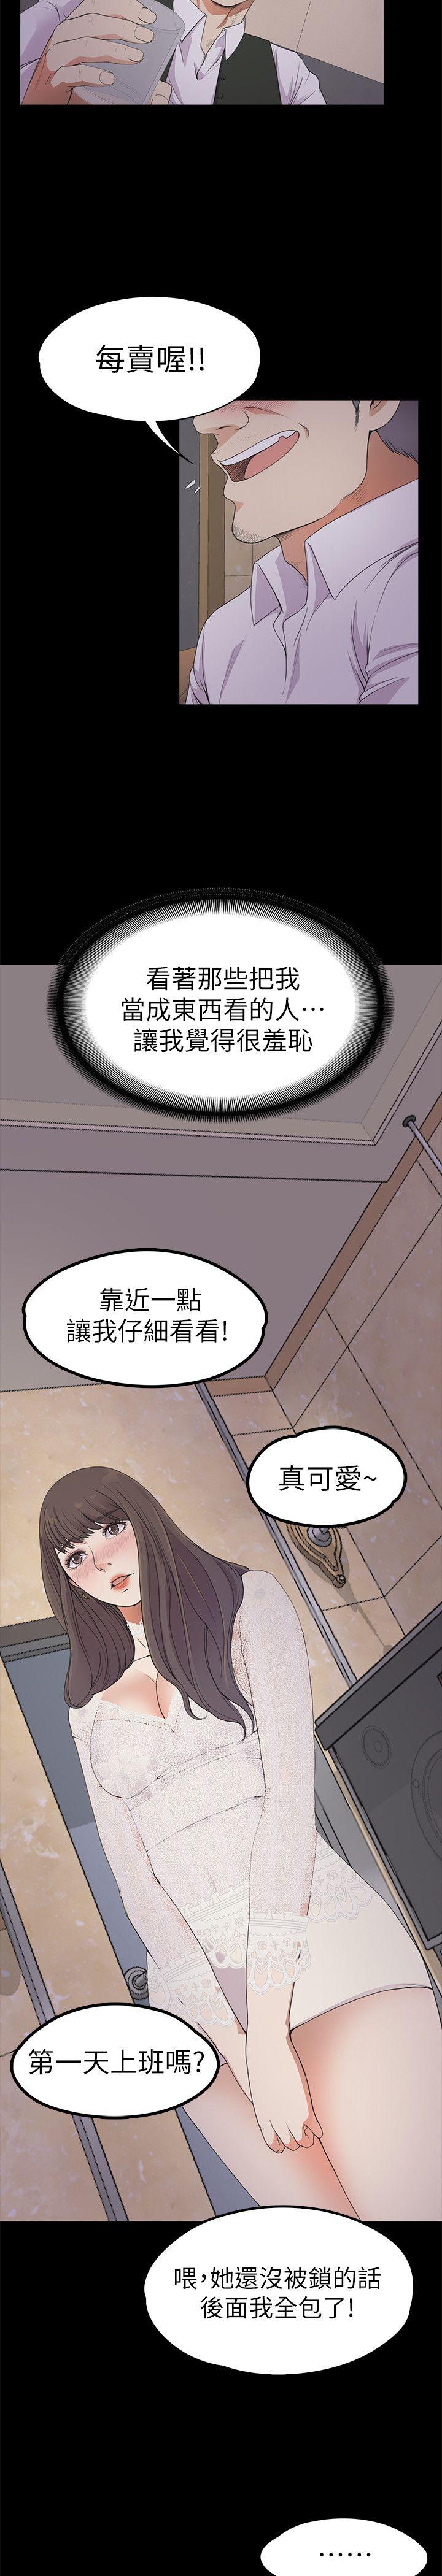 每賣喔!!
看著那些把我
當成東西看的人…
讓我覺得很羞恥
靠近一點
讓我仔細看看!
真可愛~
第一天上班嗎?
喂,她還沒被鎖的話
後面我全包了!
……